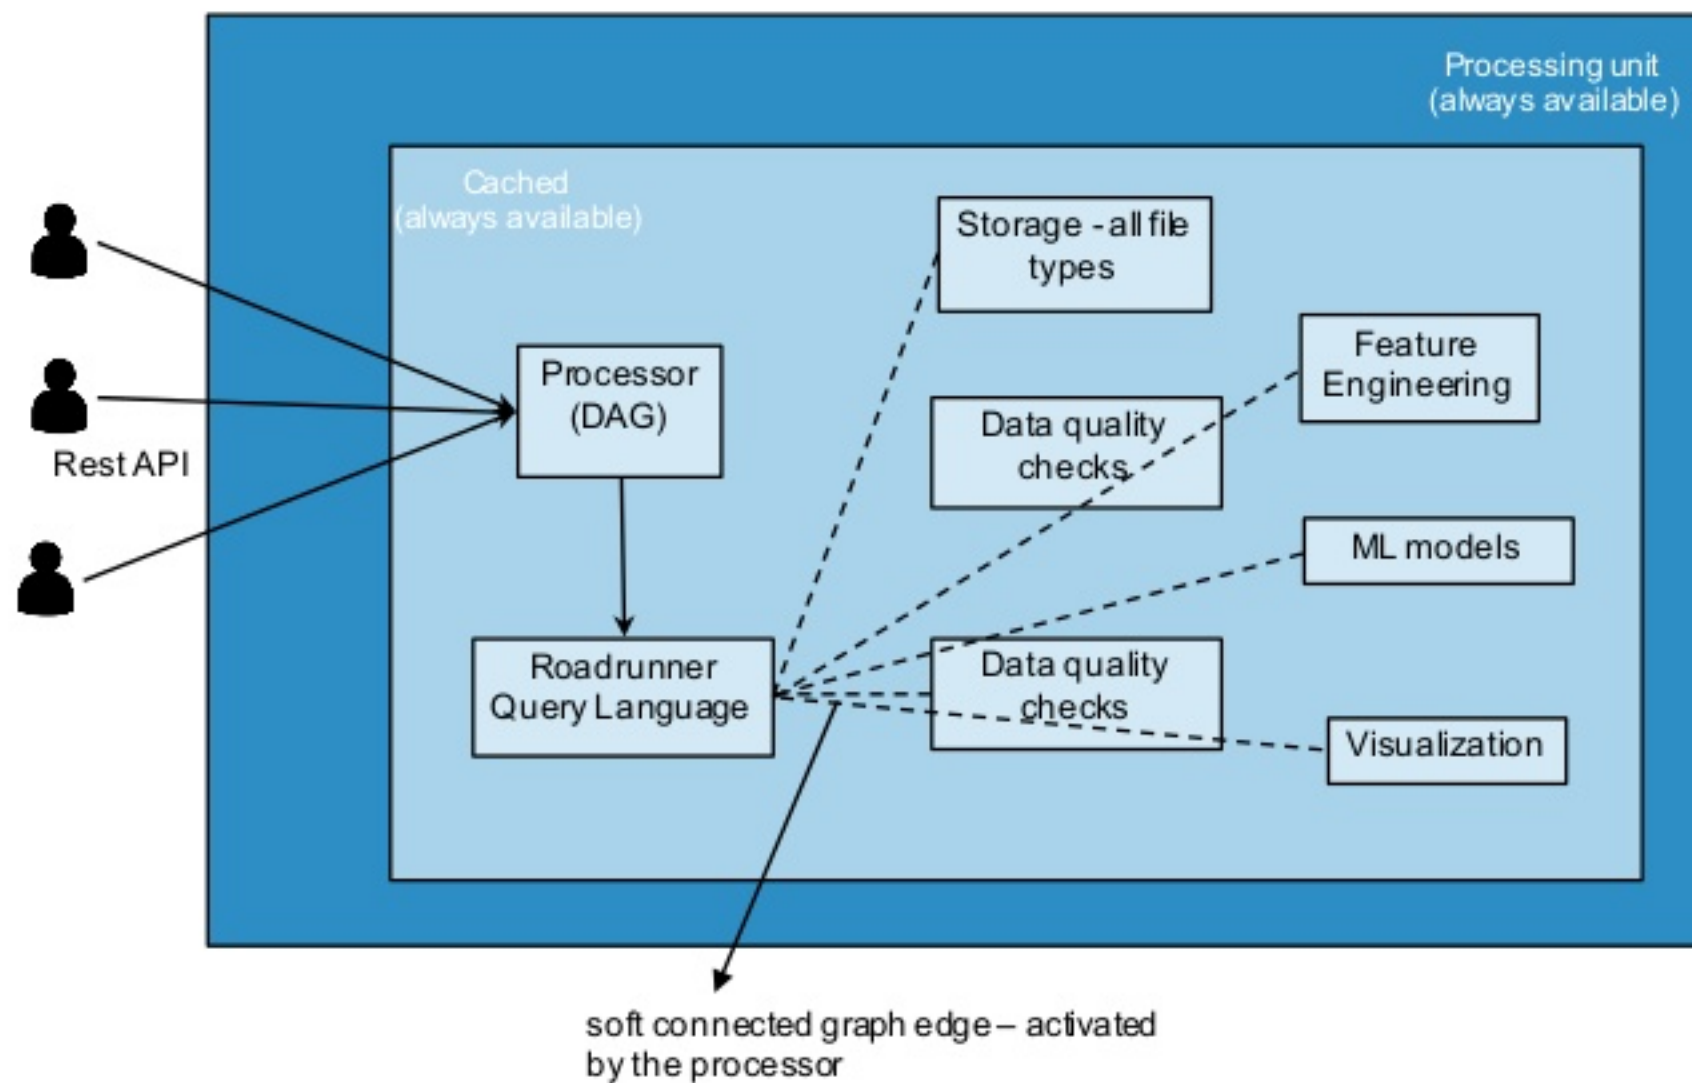 Processing unit
(always available)
Cached
(always available)
Storage - all file
types
Feature
Engineering
Processor
(DAG)
Data quality
checks
Rest API
ML models
Roadrunner
Query Language
Data quality
checks
Visualization
soft connected graph edge – activated
by the processor